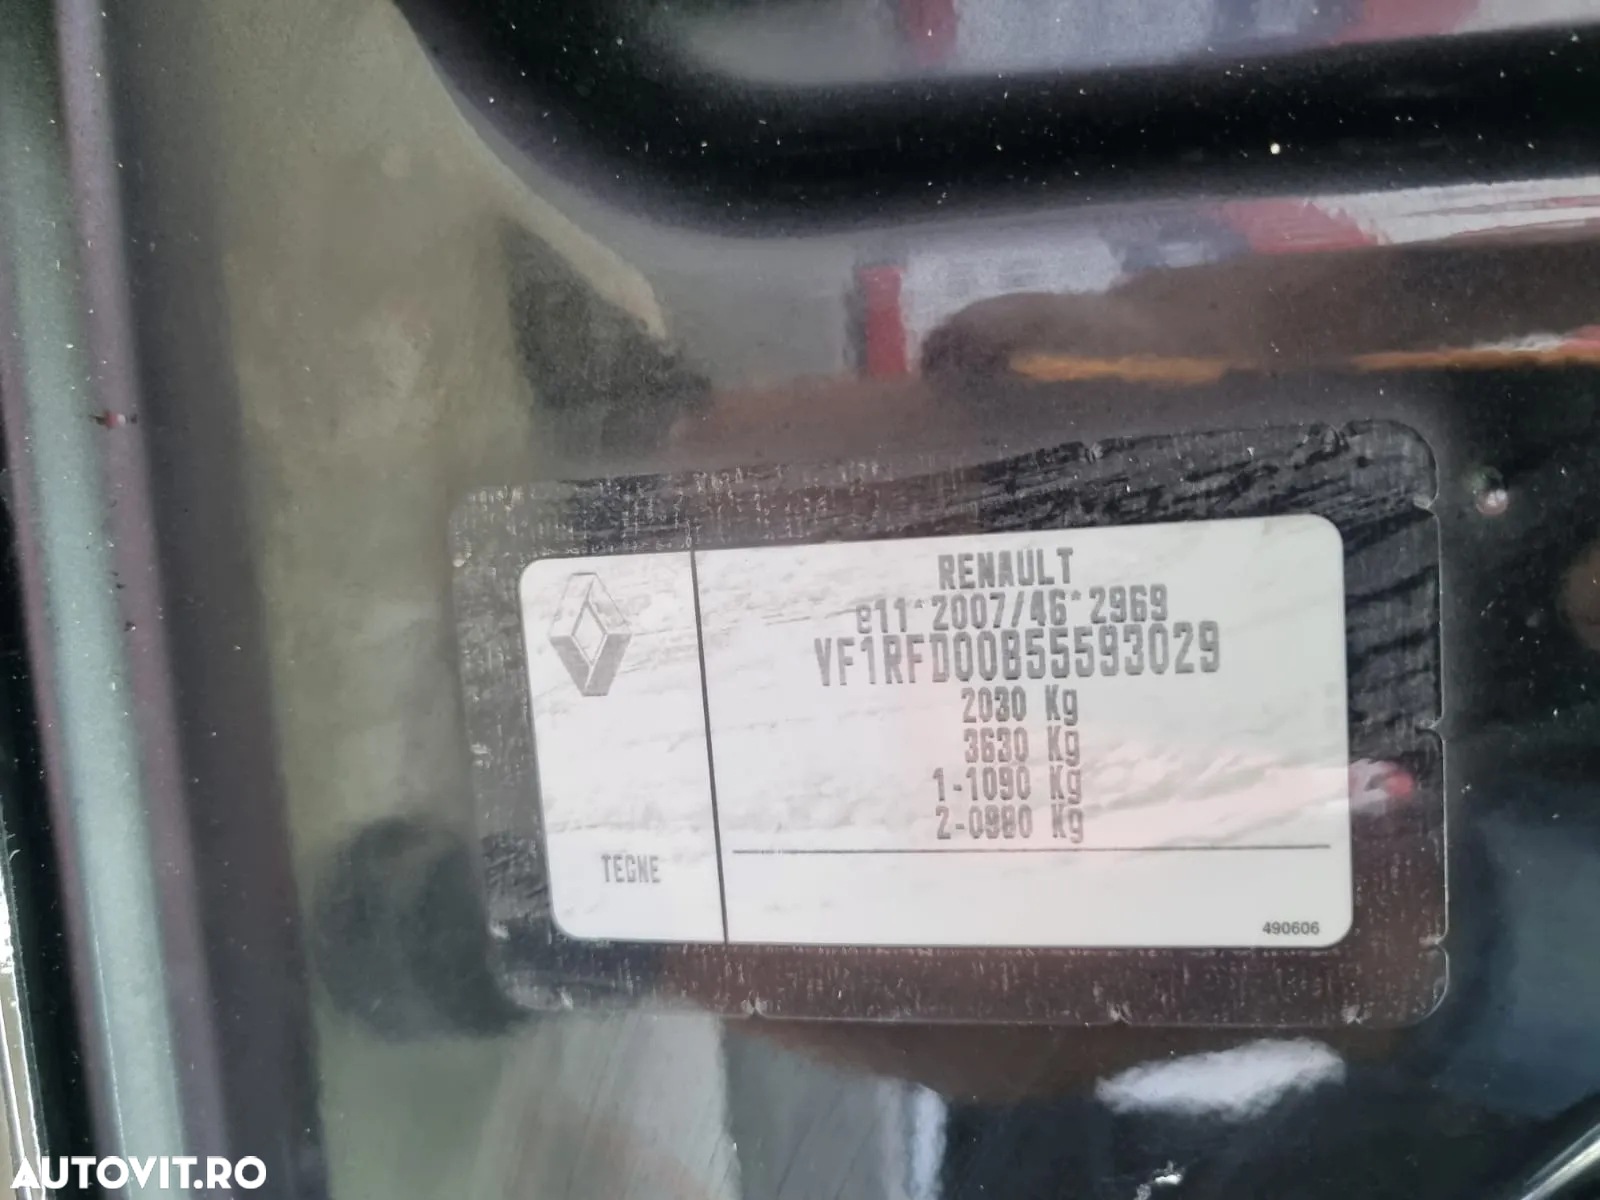 RENAULT
e11*2007/46*2969
VF1RFD00855593029
2030 Kg
3630 Kg
1-1090 Kg
2-0980 Kg
TEGNE
490606
AUTOVIT.RO